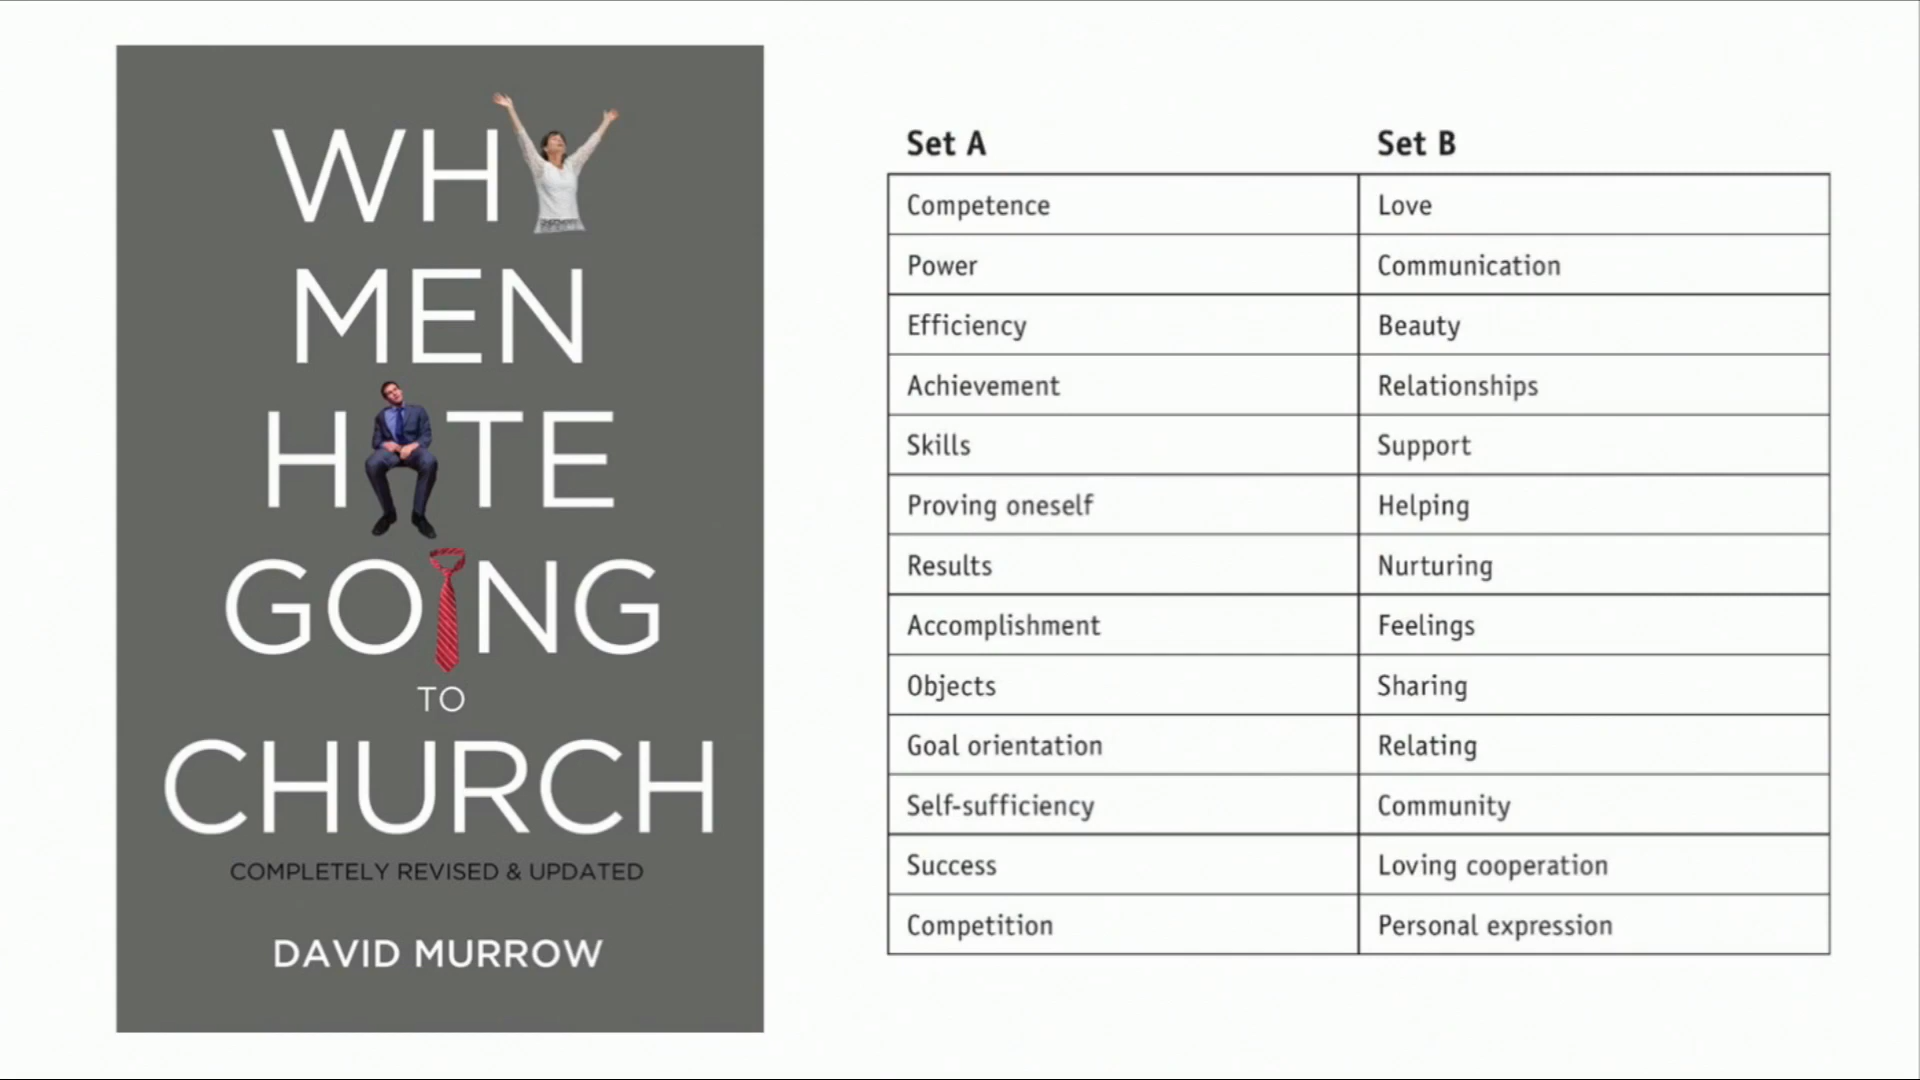 WHY
MEN
HATE
GOING
TO
CHURCH
COMPLETELY REVISED & UPDATED
DAVID MURROW
Set A Set B
Competence Love
Power Communication
Efficiency Beauty
Achievement Relationships
Skills Support
Proving oneself Helping
Results Nurturing
Accomplishment Feelings
Objects Sharing
Goal orientation Relating
Self-sufficiency Community
Success Loving cooperation
Competition Personal expression